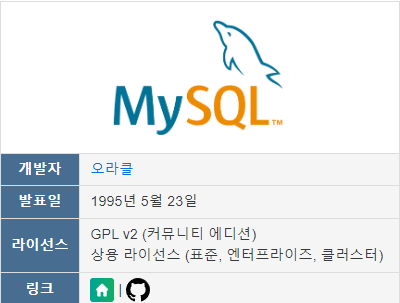 MySQL™
개발자 오라클
발표일 1995년 5월 23일
라이선스 GPL v2 (커뮤니티 에디션)
상용 라이선스 (표준, 엔터프라이즈, 클러스터)
링크 |